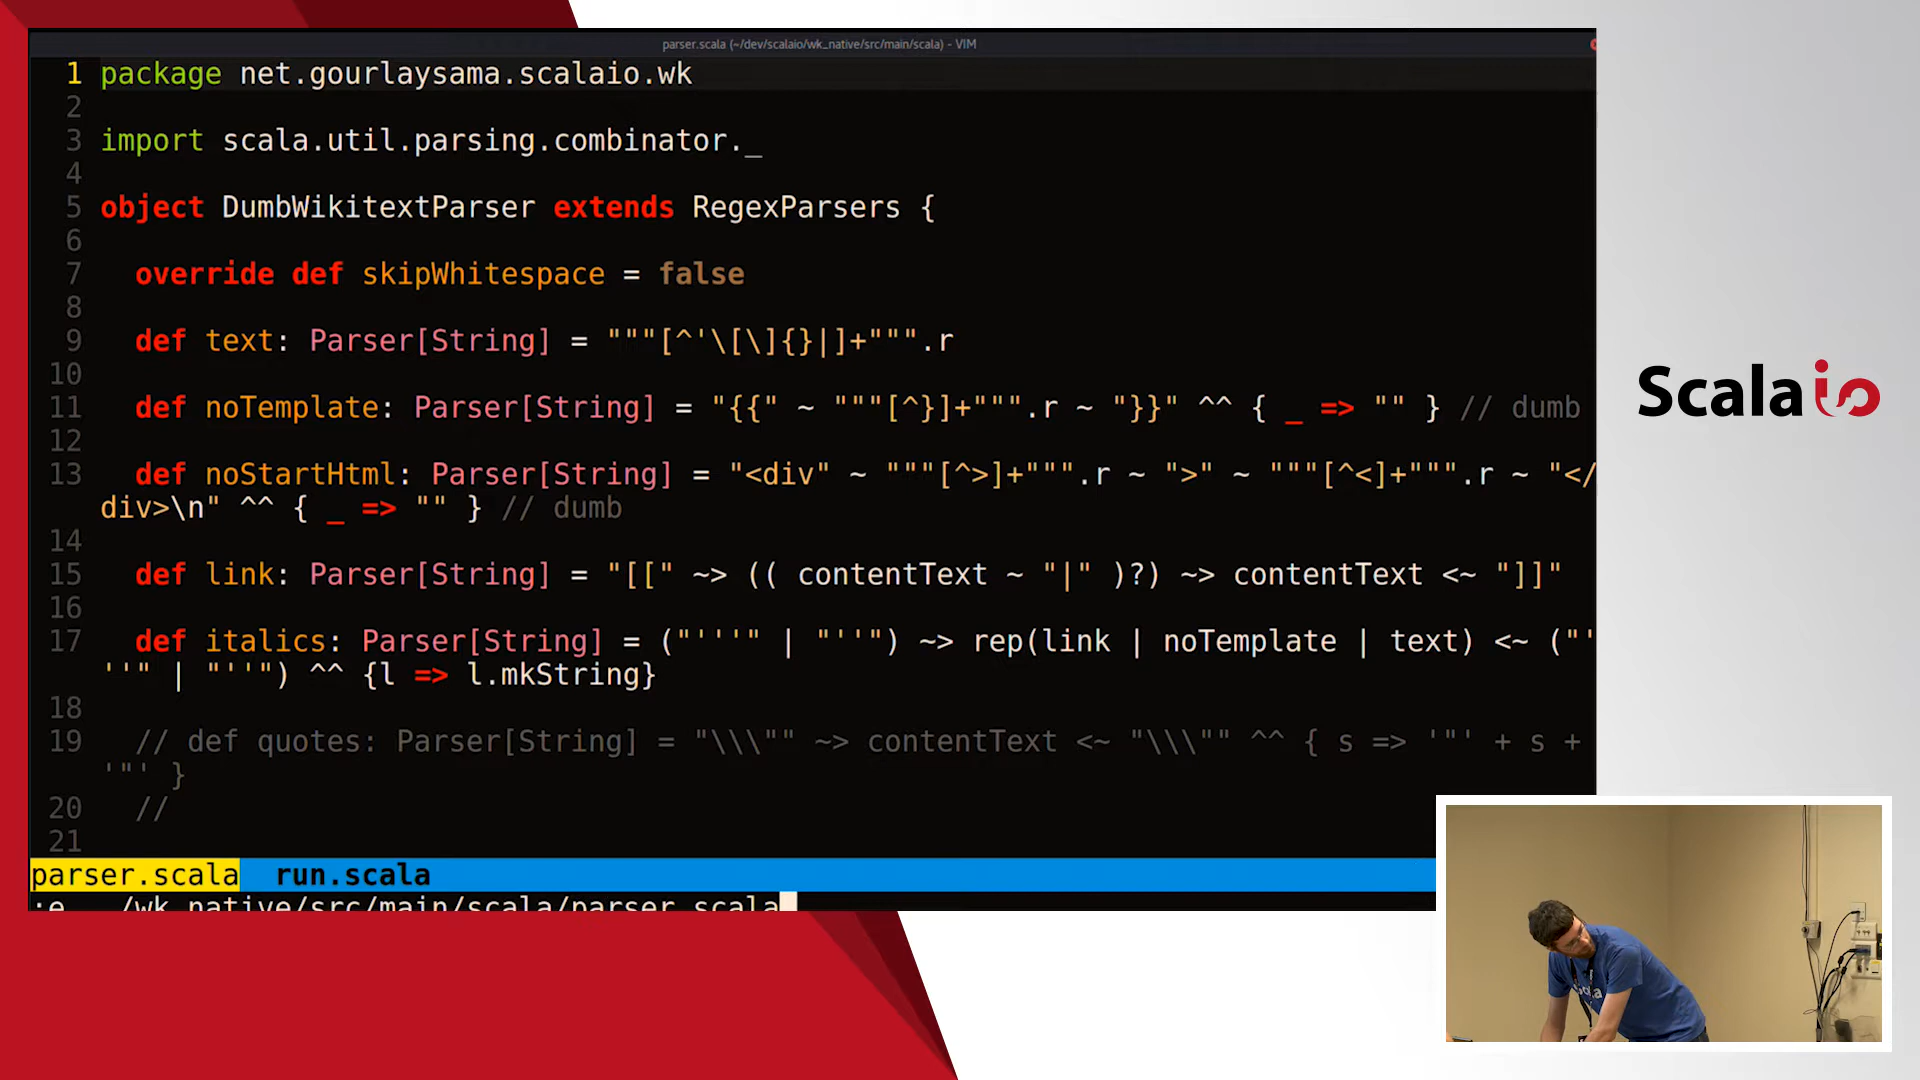 parser.scala (~/dev/scalaio/wk_native/src/main/scala) - VIM
1 package net.gourlaysama.scalaio.wk
2
3 import scala.util.parsing.combinator._
4
5 object DumbWikitextParser extends RegexParsers {
6
7   override def skipWhitespace = false
8
9   def text: Parser[String] = """[^'\[\]{}|]+""".r
10
11   def noTemplate: Parser[String] = "{{" ~ """[^}]+""".r ~ "}}" ^^ { _ => "" } // dumb
12
13   def noStartHtml: Parser[String] = "<div" ~ """[^>]+""".r ~ ">" ~ """[^<]+""".r ~ "</
div>\n" ^^ { _ => "" } // dumb
14
15   def link: Parser[String] = "[[" ~> (( contentText ~ "|" )?) ~> contentText <~ "]]"
16
17   def italics: Parser[String] = ("'''" | "''") ~> rep(link | noTemplate | text) <~ ("'
''" | "''") ^^ {l => l.mkString}
18
19   // def quotes: Parser[String] = "\\\"" ~> contentText <~ "\\\"" ^^ { s => '"' + s +
'"' }
20   //
21
parser.scala run.scala
:e ../wk_native/src/main/scala/parser.scala
Scala io